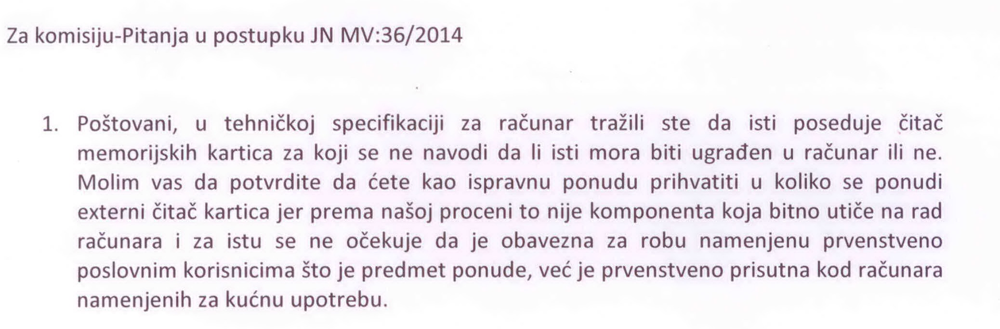 Za komisiju-Pitanja u postupku JN MV:36/2014
1. Poštovani, u tehničkoj specifikaciji za računar tražili ste da isti poseduje čitač
memorijskih kartica za koji se ne navodi da li isti mora biti ugrađen u računar ili ne.
Molim vas da potvrdite da ćete kao ispravnu ponudu prihvatiti u koliko se ponudi
externi čitač kartica jer prema našoj proceni to nije komponenta koja bitno utiče na rad
računara i za istu se ne očekuje da je obavezna za robu namenjenu prvenstveno
poslovnim korisnicima što je predmet ponude, već je prvenstveno prisutna kod računara
namenjenih za kućnu upotrebu.